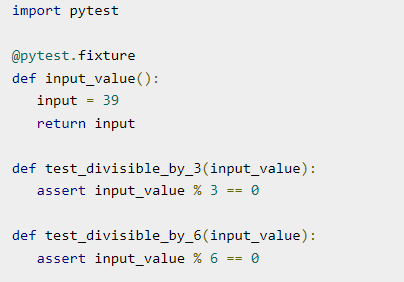 import pytest

@pytest.fixture
def input_value():
   input = 39
   return input

def test_divisible_by_3(input_value):
   assert input_value % 3 == 0

def test_divisible_by_6(input_value):
   assert input_value % 6 == 0